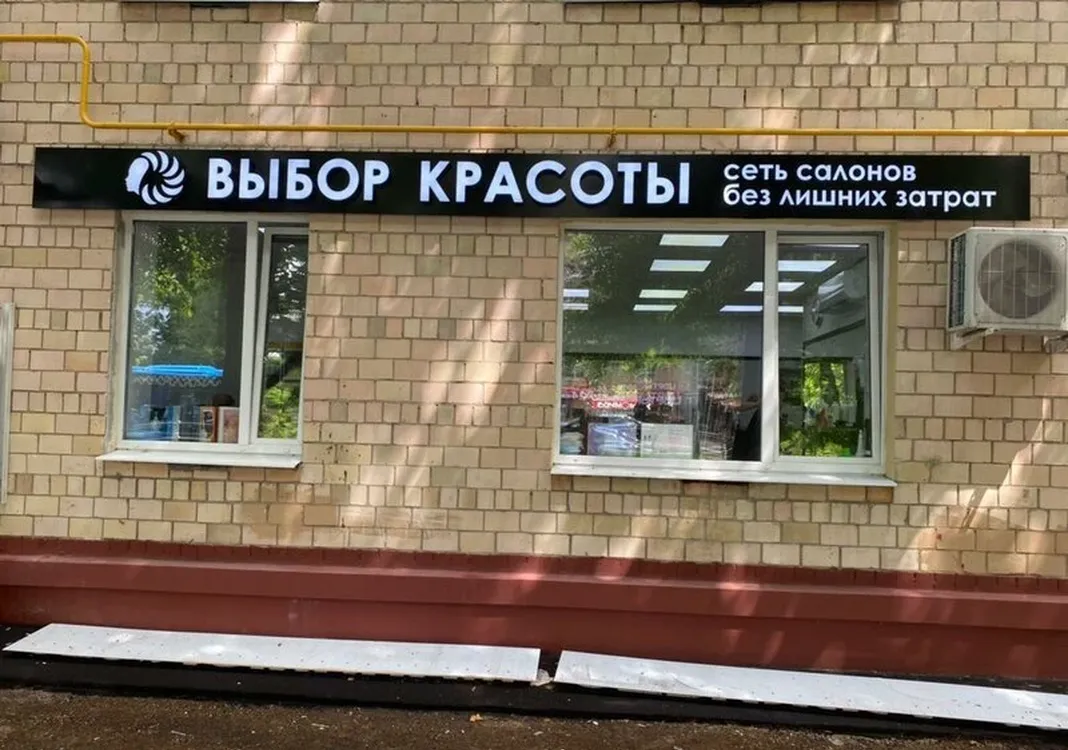 ВЫБОР КРАСОТЫ
сеть салонов
без лишних затрат